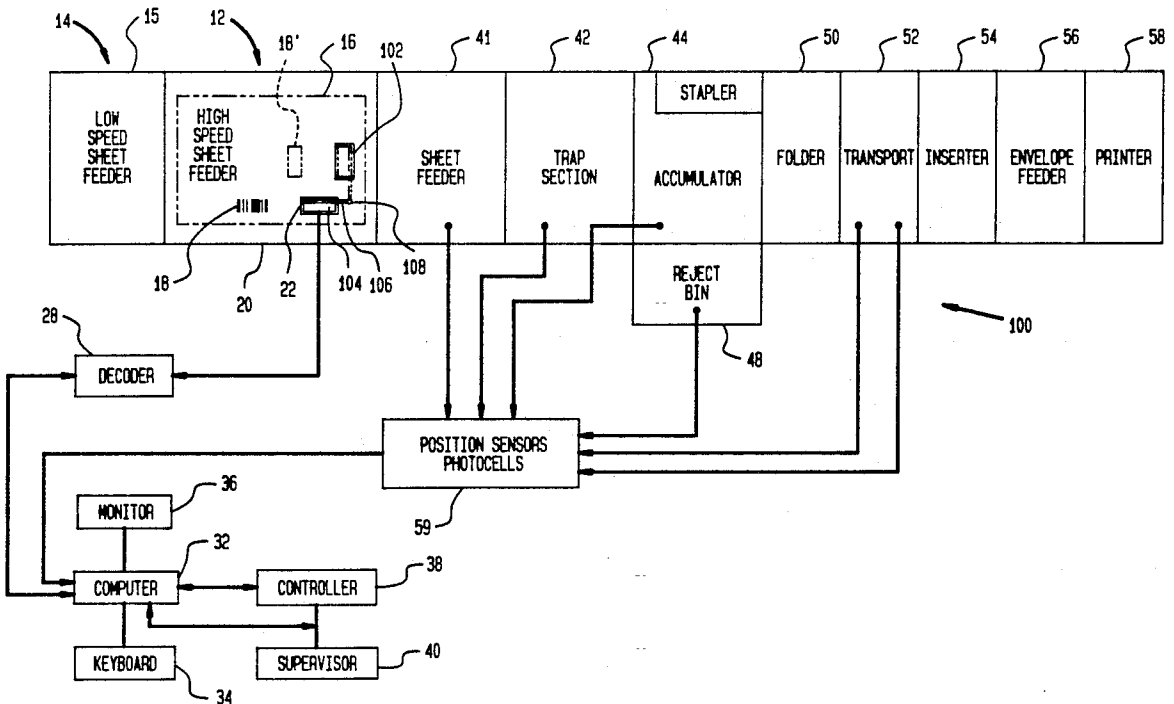 14
15
12
18'
16
102
41
42
44
50
52
54
56
58
LOW
SPEED
SHEET
FEEDER
HIGH
SPEED
SHEET
FEEDER
SHEET
FEEDER
TRAP
SECTION
STAPLER
ACCUMULATOR
FOLDER
TRANSPORT
INSERTER
ENVELOPE
FEEDER
PRINTER
18
20
22
104
106
108
REJECT
BIN
48
100
28
DECODER
POSITION SENSORS
PHOTOCELLS
59
36
MONITOR
32
COMPUTER
38
CONTROLLER
KEYBOARD
34
SUPERVISOR
40